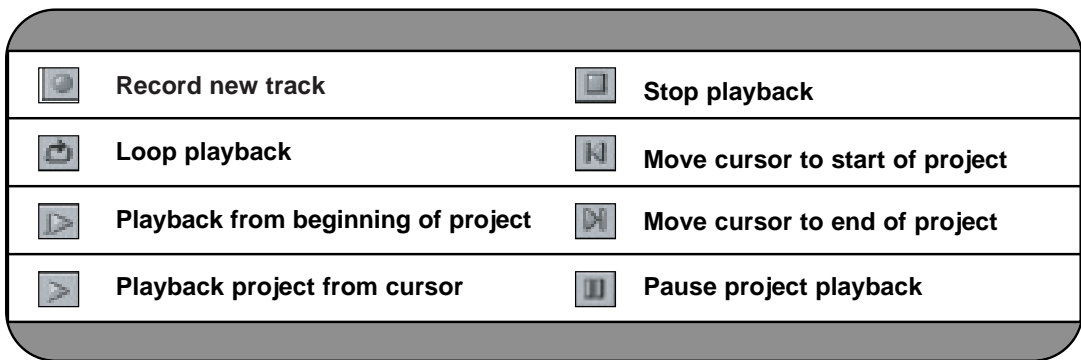 Record new track
Stop playback
Loop playback
Move cursor to start of project
Playback from beginning of project
Move cursor to end of project
Playback project from cursor
Pause project playback